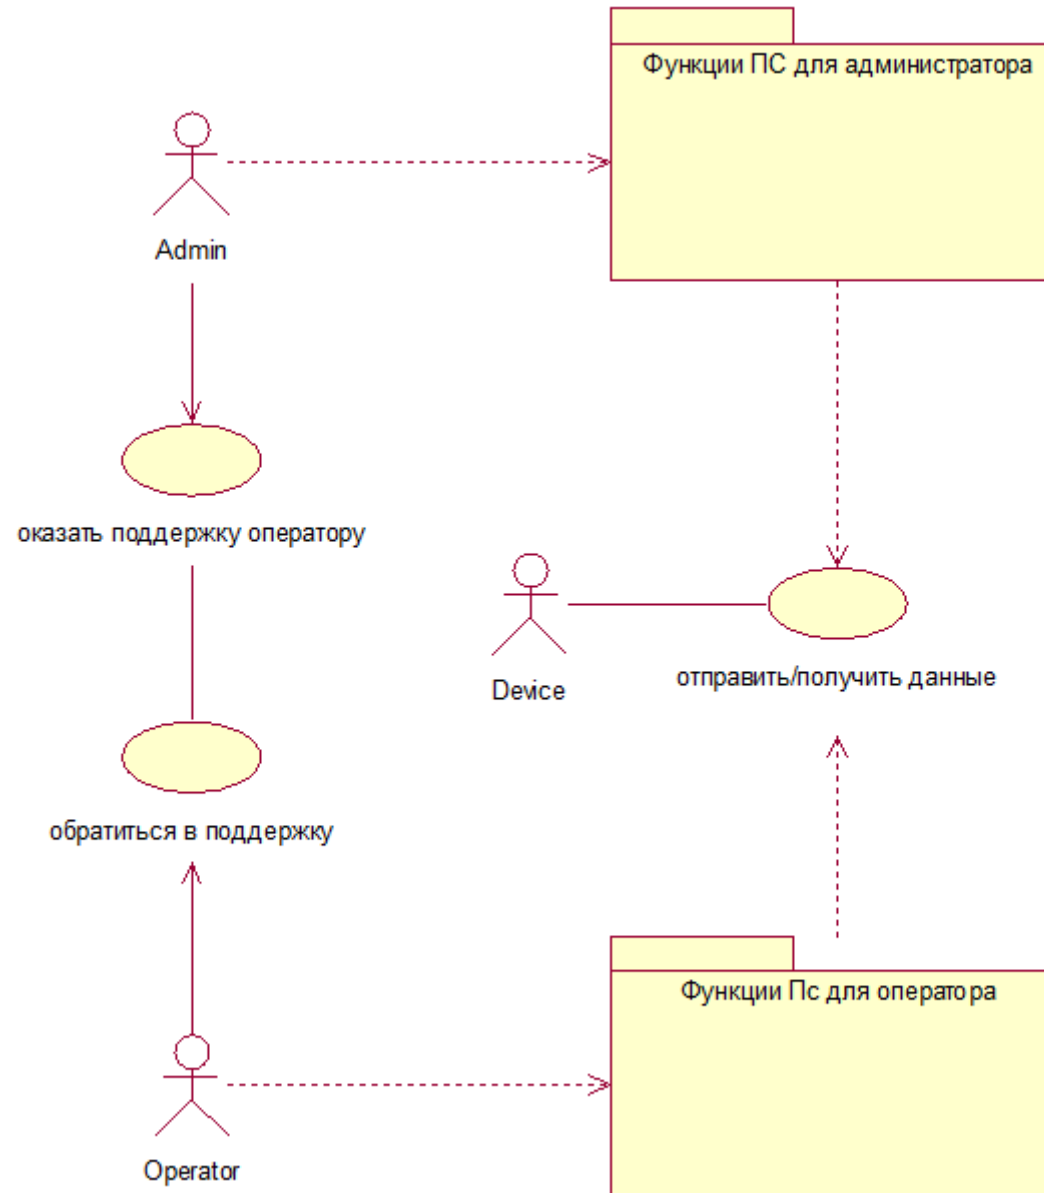 Функции ПС для администратора
Admin
оказать поддержку оператору
Device
отправить/получить данные
обратиться в поддержку
Функции Пс для оператора
Operator